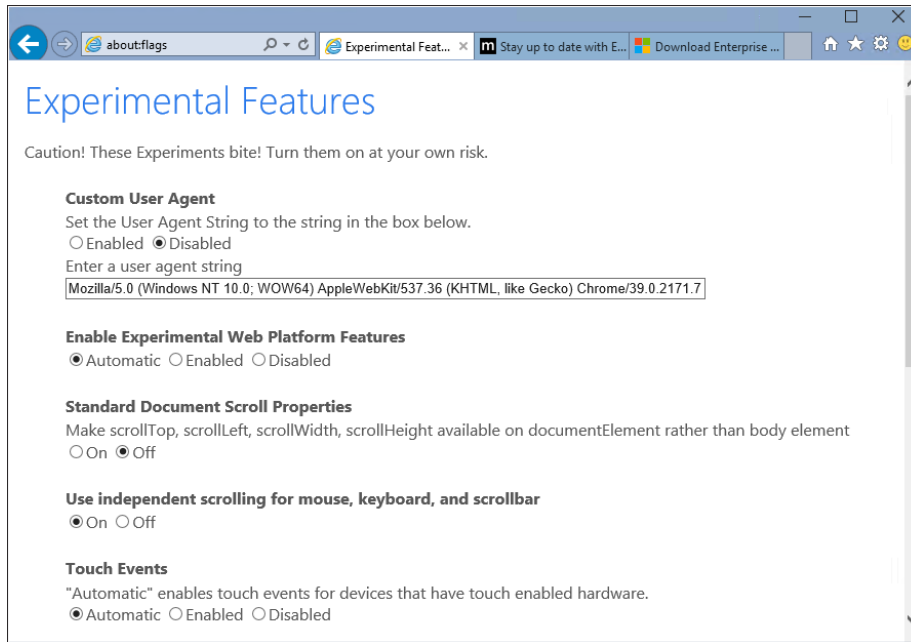 about:flags
Experimental Feat...
Stay up to date with E...
Download Enterprise ...
Experimental Features
Caution! These Experiments bite! Turn them on at your own risk.
Custom User Agent
Set the User Agent String to the string in the box below.
Enabled Disabled
Enter a user agent string
Mozilla/5.0 (Windows NT 10.0; WOW64) AppleWebKit/537.36 (KHTML, like Gecko) Chrome/39.0.2171.7
Enable Experimental Web Platform Features
Automatic Enabled Disabled
Standard Document Scroll Properties
Make scrollTop, scrollLeft, scrollWidth, scrollHeight available on documentElement rather than body element
On Off
Use independent scrolling for mouse, keyboard, and scrollbar
On Off
Touch Events
"Automatic" enables touch events for devices that have touch enabled hardware.
Automatic Enabled Disabled